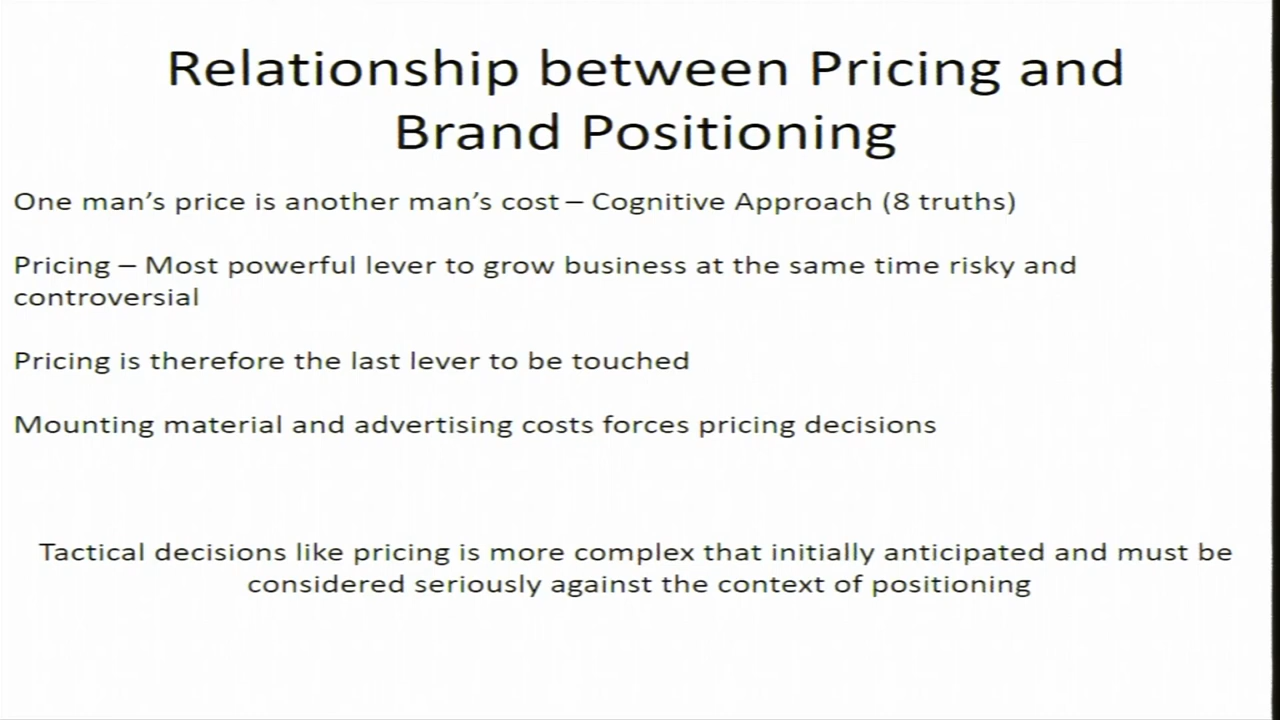 Relationship between Pricing and
Brand Positioning
One man’s price is another man’s cost – Cognitive Approach (8 truths)
Pricing – Most powerful lever to grow business at the same time risky and
controversial
Pricing is therefore the last lever to be touched
Mounting material and advertising costs forces pricing decisions
Tactical decisions like pricing is more complex that initially anticipated and must be
considered seriously against the context of positioning